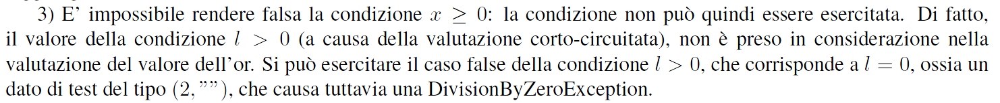 3) E’ impossibile rendere falsa la condizione x ≥ 0: la condizione non può quindi essere esercitata. Di fatto,
il valore della condizione l > 0 (a causa della valutazione corto-circuitata), non è preso in considerazione nella
valutazione del valore dell’or. Si può esercitare il caso false della condizione l > 0, che corrisponde a l = 0, ossia un
dato di test del tipo (2, ””), che causa tuttavia una DivisionByZeroException.